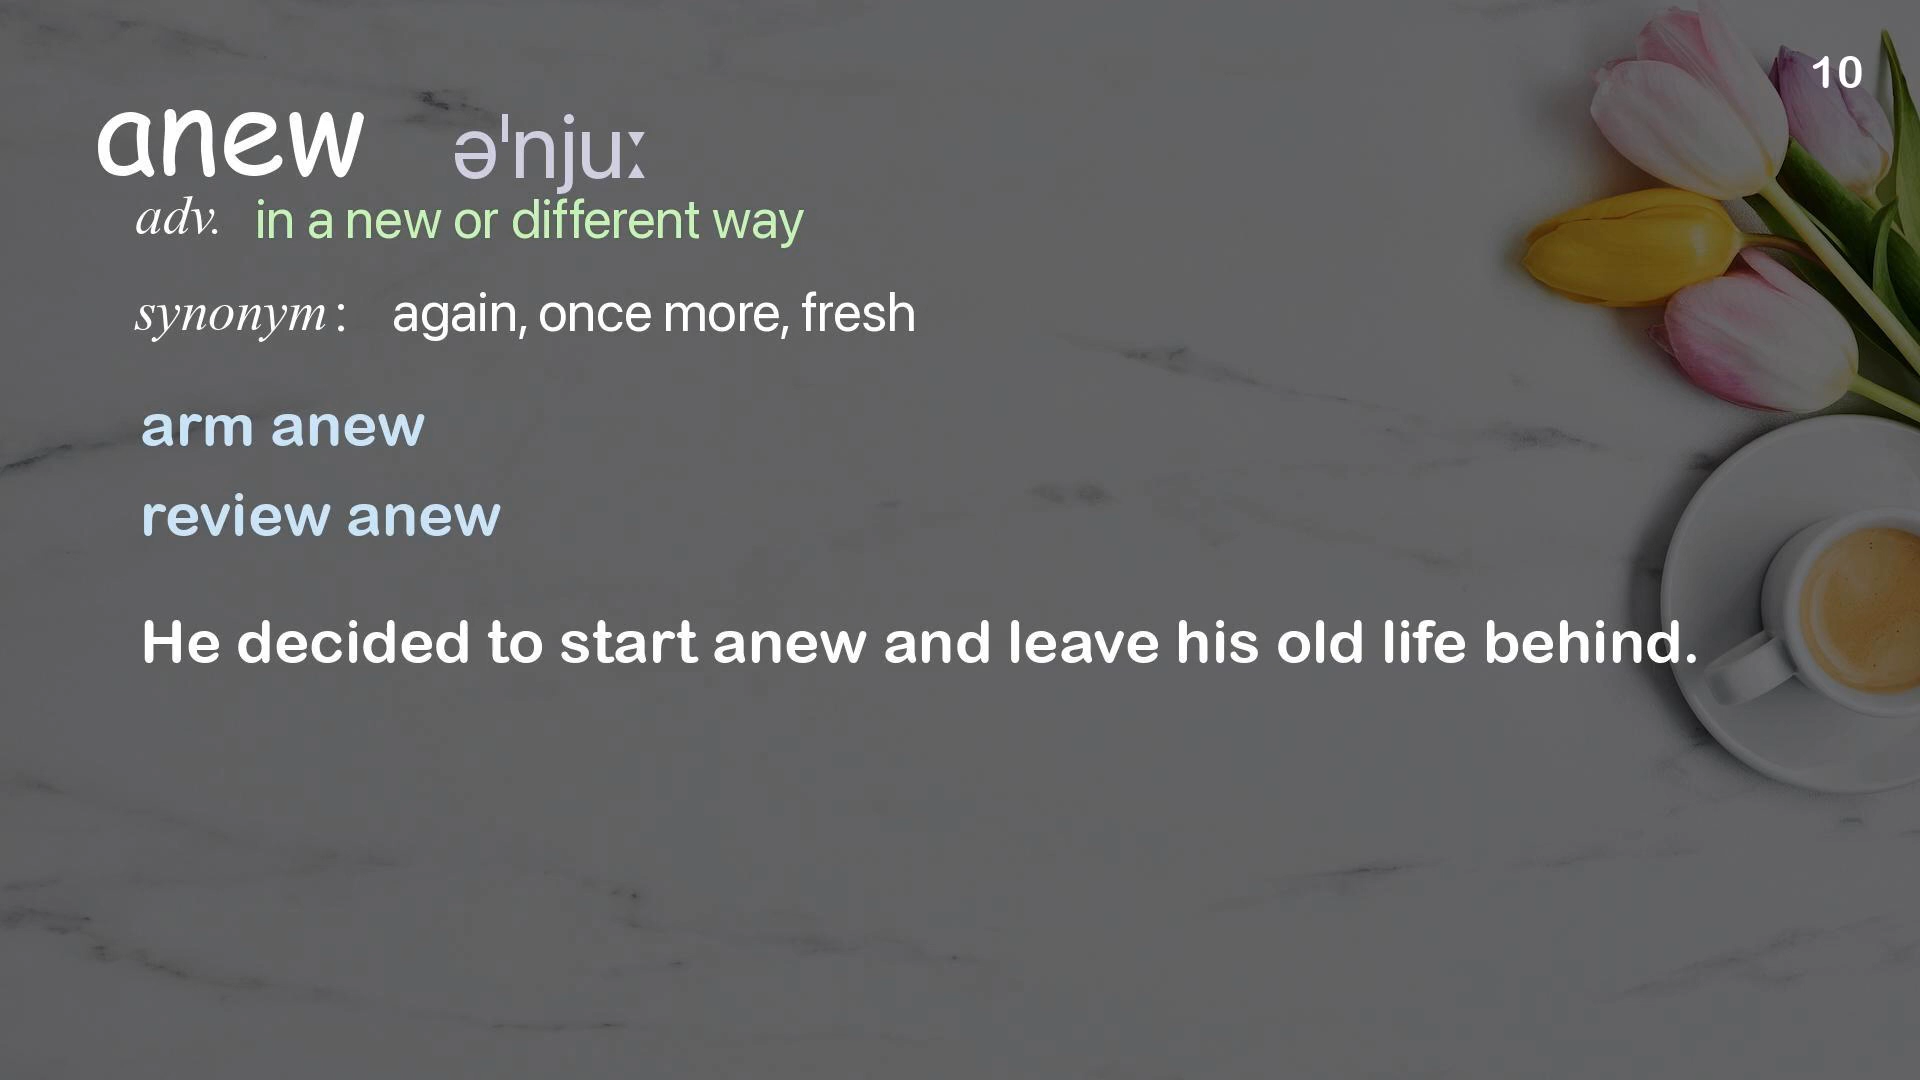 10
anew ə'njuː
adv. in a new or different way
synonym: again, once more, fresh
arm anew
review anew
He decided to start anew and leave his old life behind.